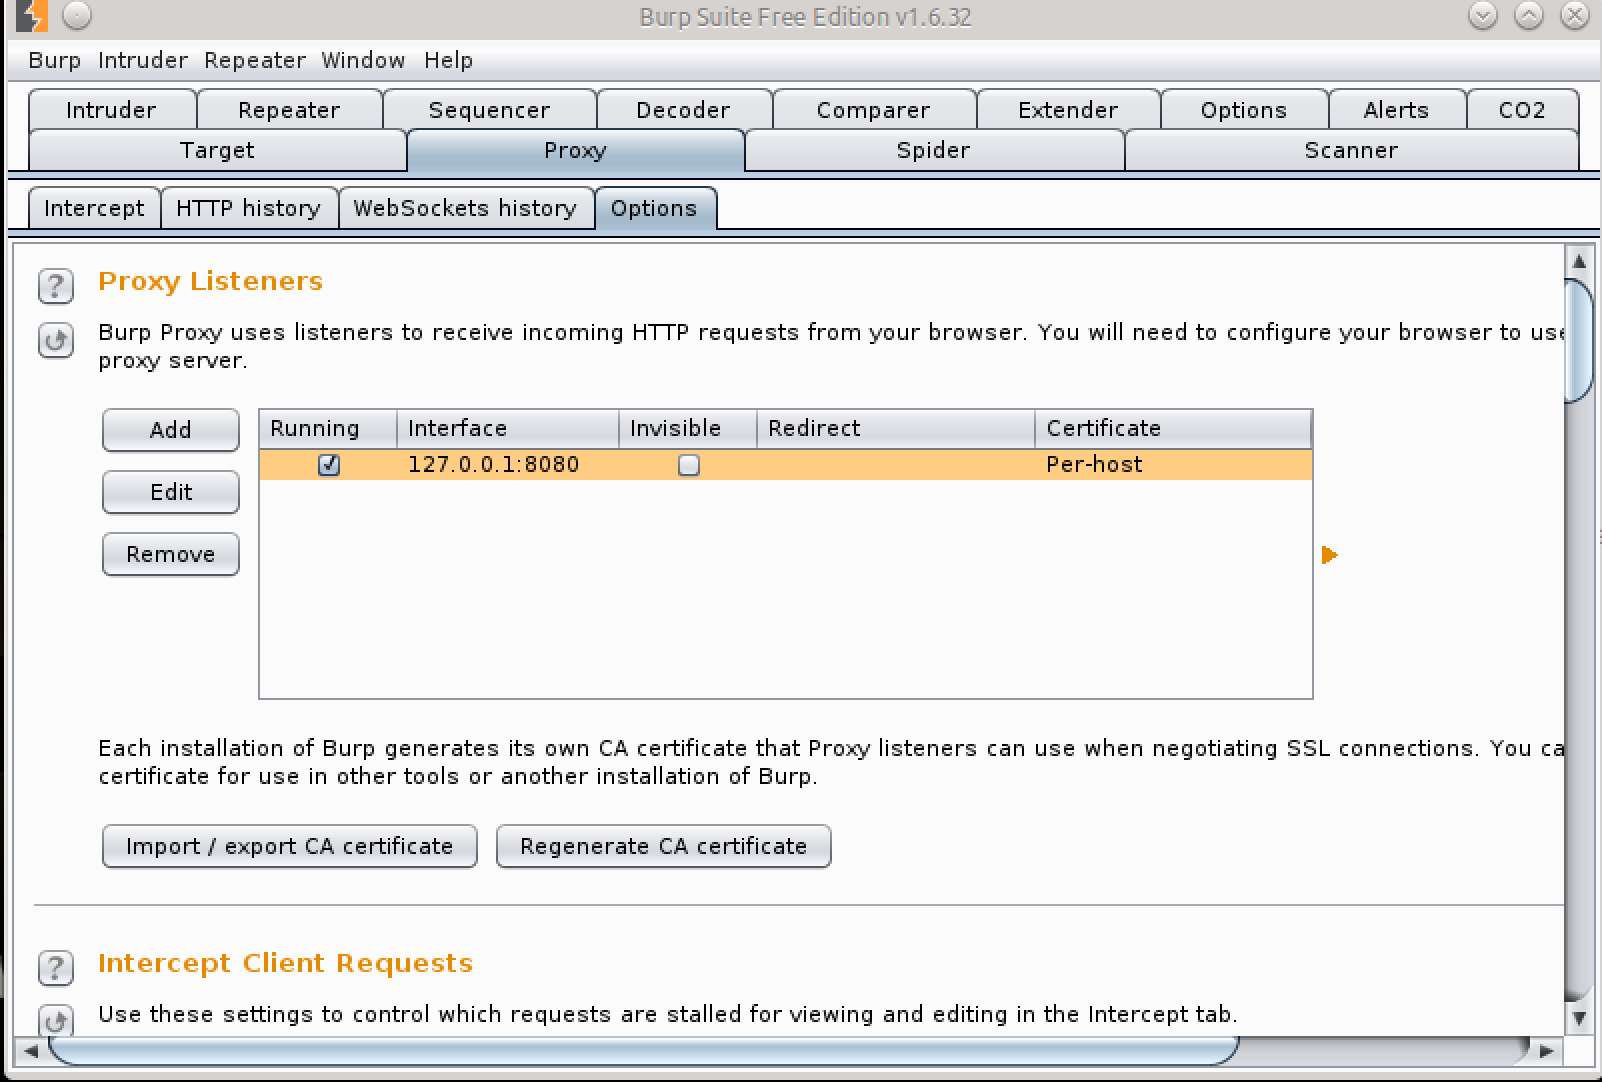 Burp Suite Free Edition v1.6.32
Burp Intruder Repeater Window Help
Intruder Repeater Sequencer Decoder Comparer Extender Options Alerts CO2
Target Proxy Spider Scanner
Intercept HTTP history WebSockets history Options
?
Proxy Listeners
Burp Proxy uses listeners to receive incoming HTTP requests from your browser. You will need to configure your browser to use
proxy server.
Add
Edit
Remove
Running Interface Invisible Redirect Certificate
127.0.0.1:8080 Per-host
Each installation of Burp generates its own CA certificate that Proxy listeners can use when negotiating SSL connections. You ca
certificate for use in other tools or another installation of Burp.
Import / export CA certificate Regenerate CA certificate
?
Intercept Client Requests
Use these settings to control which requests are stalled for viewing and editing in the Intercept tab.